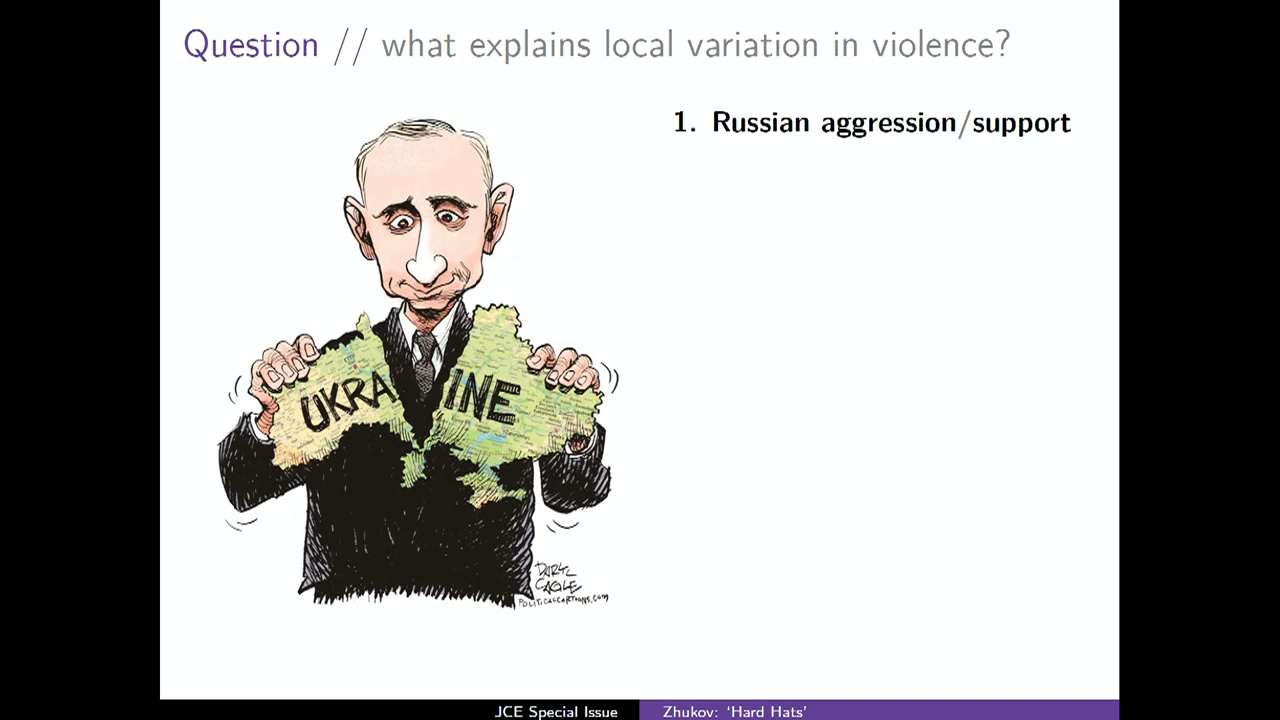 Question // what explains local variation in violence?
1. Russian aggression/support
UKRA INE
DARYL
CAGLE
POLITICALCARTOONS.COM
JCE Special Issue
Zhukov: ‘Hard Hats’